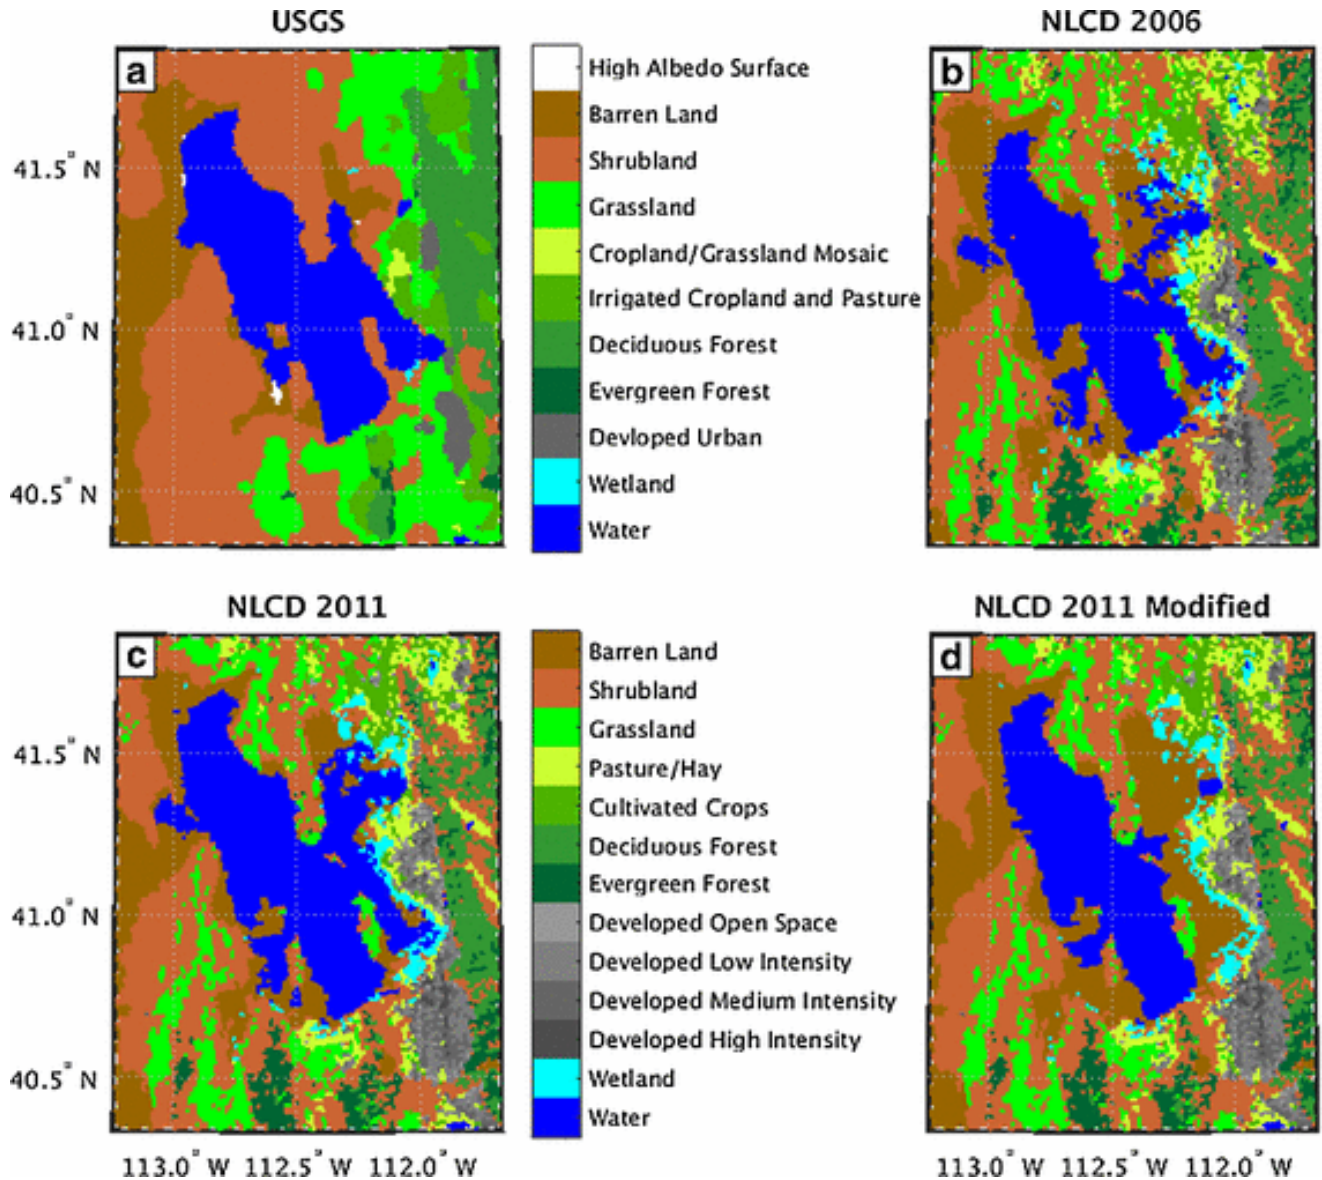 USGS
NLCD 2006
a
b
High Albedo Surface
Barren Land
Shrubland
Grassland
Cropland/Grassland Mosaic
Irrigated Cropland and Pasture
Deciduous Forest
Evergreen Forest
Devloped Urban
Wetland
Water
41.5° N
41.0° N
40.5° N
NLCD 2011
NLCD 2011 Modified
c
d
Barren Land
Shrubland
Grassland
Pasture/Hay
Cultivated Crops
Deciduous Forest
Evergreen Forest
Developed Open Space
Developed Low Intensity
Developed Medium Intensity
Developed High Intensity
Wetland
Water
41.5° N
41.0° N
40.5° N
113.0° W 112.5° W 112.0° W
113.0° W 112.5° W 112.0° W